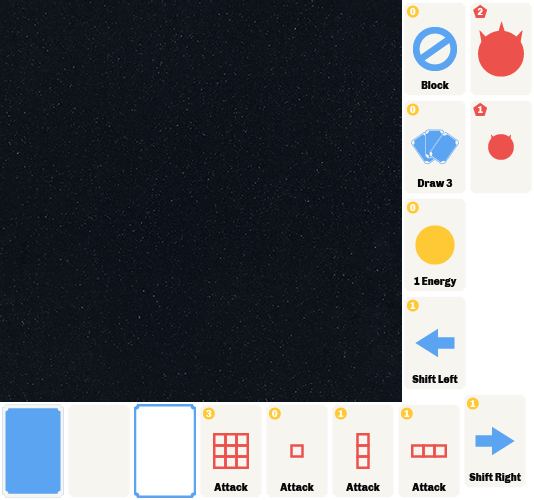 0
Block
2
0
Draw 3
1
0
1 Energy
1
Shift Left
3
Attack
0
Attack
1
Attack
1
Attack
1
Shift Right